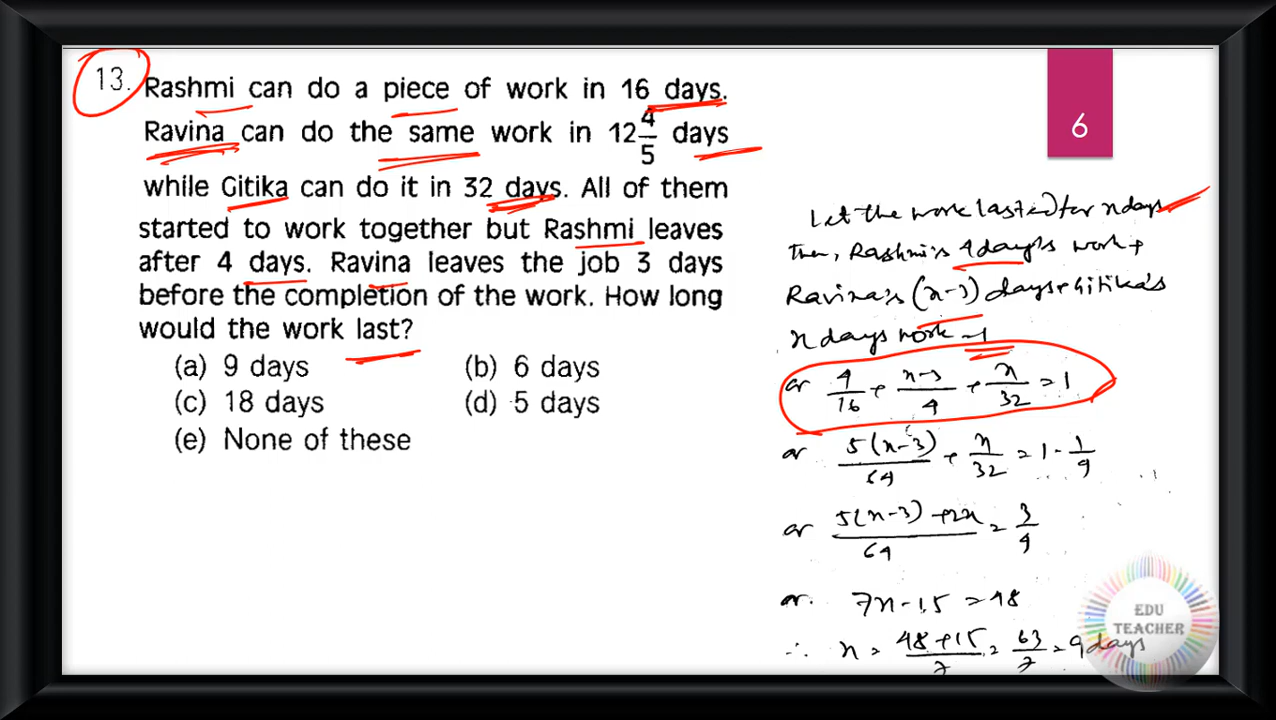 13. Rashmi can do a piece of work in 16 days.
Ravina can do the same work in 12 4/5 days
while Gitika can do it in 32 days. All of them
started to work together but Rashmi leaves
after 4 days. Ravina leaves the job 3 days
before the completion of the work. How long
would the work last?
(a) 9 days (b) 6 days
(c) 18 days (d) 5 days
(e) None of these
6
Let the work lasted for x days
then, Rashmi's 4 day's work +
Ravina's (x-3) days + Gitika's
x days work = 1
or 4/16 + x-3/4 + x/32 = 1
or 5(x-3)/64 + x/32 = 1 - 1/4
or 5(x-3) + 2x/64 = 3/4
or. 7x - 15 = 48
∴ x = 48+15/7 = 63/7 = 9 days
EDU
TEACHER